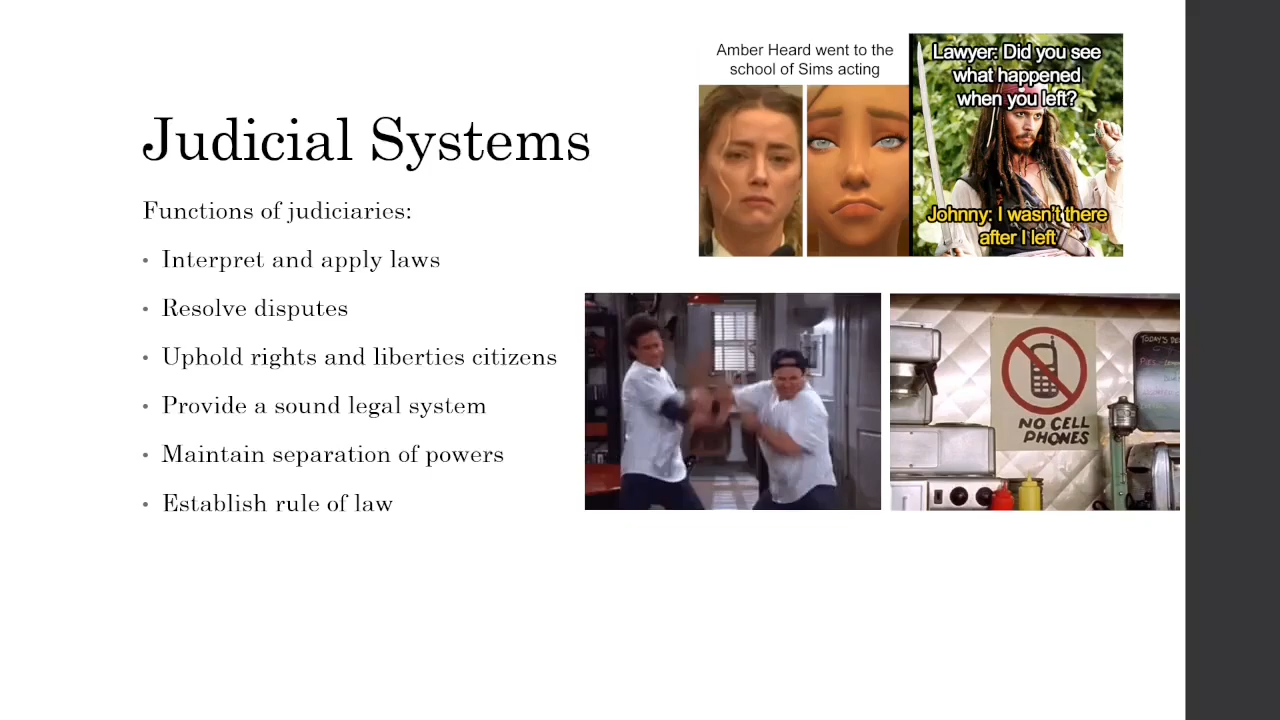 Judicial Systems
Functions of judiciaries:
• Interpret and apply laws
• Resolve disputes
• Uphold rights and liberties citizens
• Provide a sound legal system
• Maintain separation of powers
• Establish rule of law
Amber Heard went to the
school of Sims acting
Lawyer: Did you see
what happened
when you left?
Johnny: I wasn't there
after I left
NO CELL
PHONES